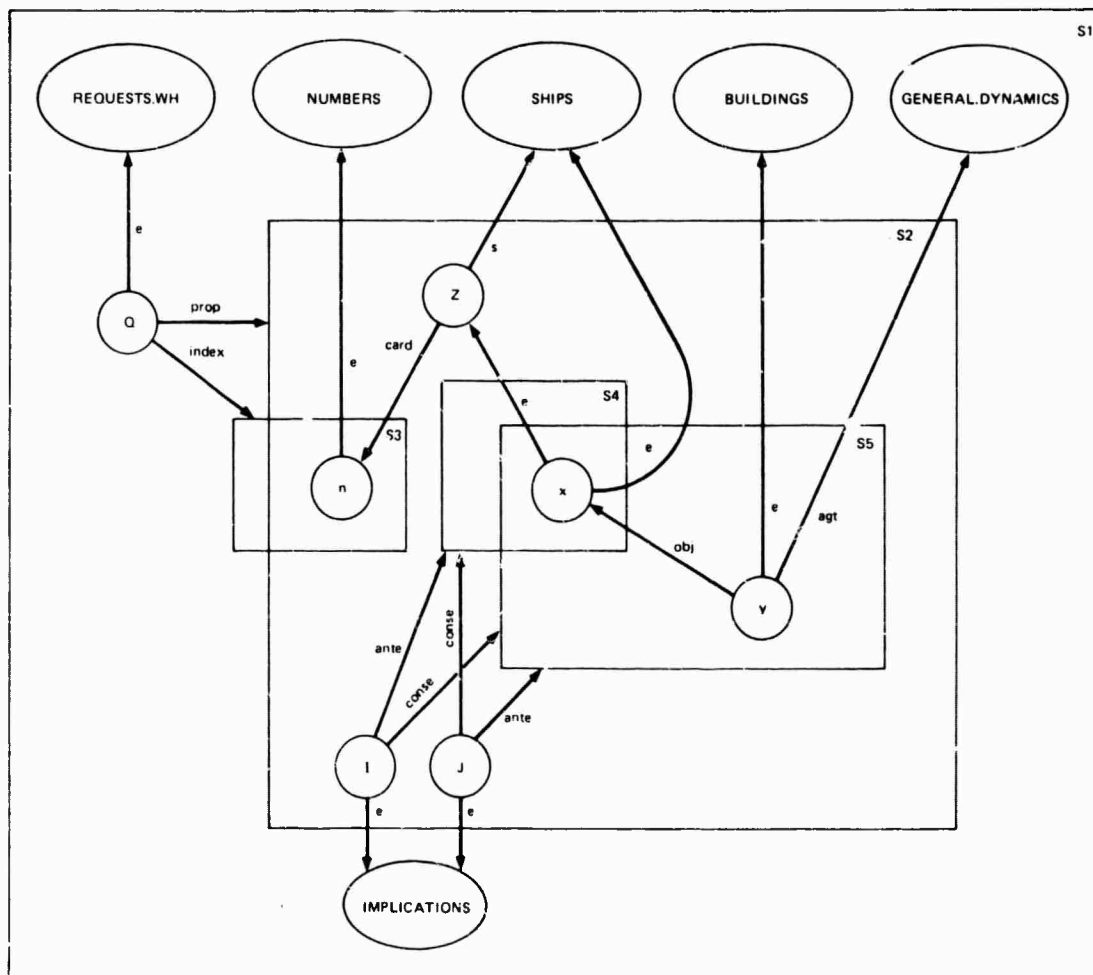 S1
REQUESTS.WH
NUMBERS
SHIPS
BUILDINGS
GENERAL.DYNAMICS
e
s
S2
Z
Q
prop
index
card
e
e
S4
S3
e
S5
n
x
e
agt
obj
y
ante
conse
conse
ante
I
J
e
e
IMPLICATIONS